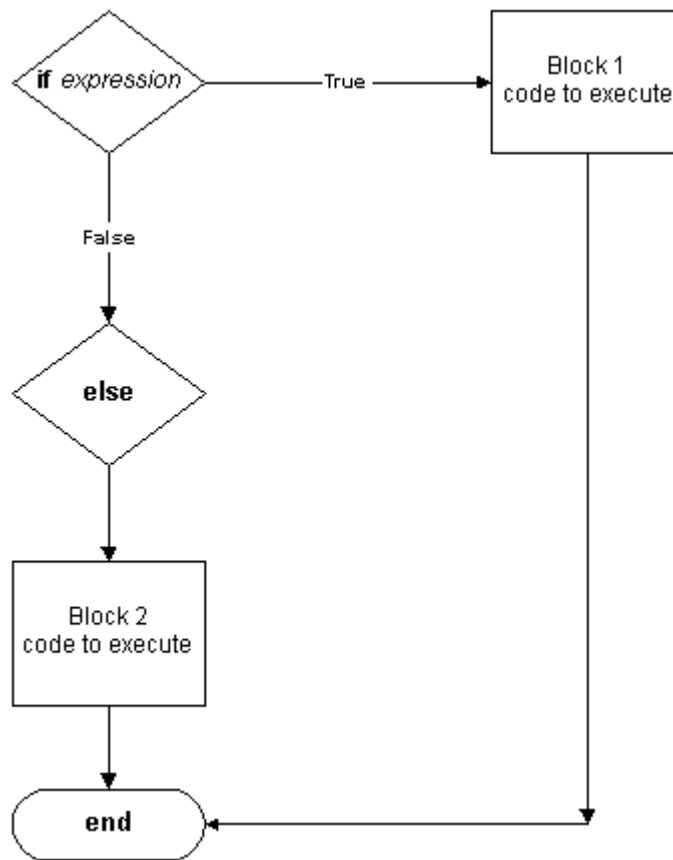 if expression
True
Block 1
code to execute
False
else
Block 2
code to execute
end